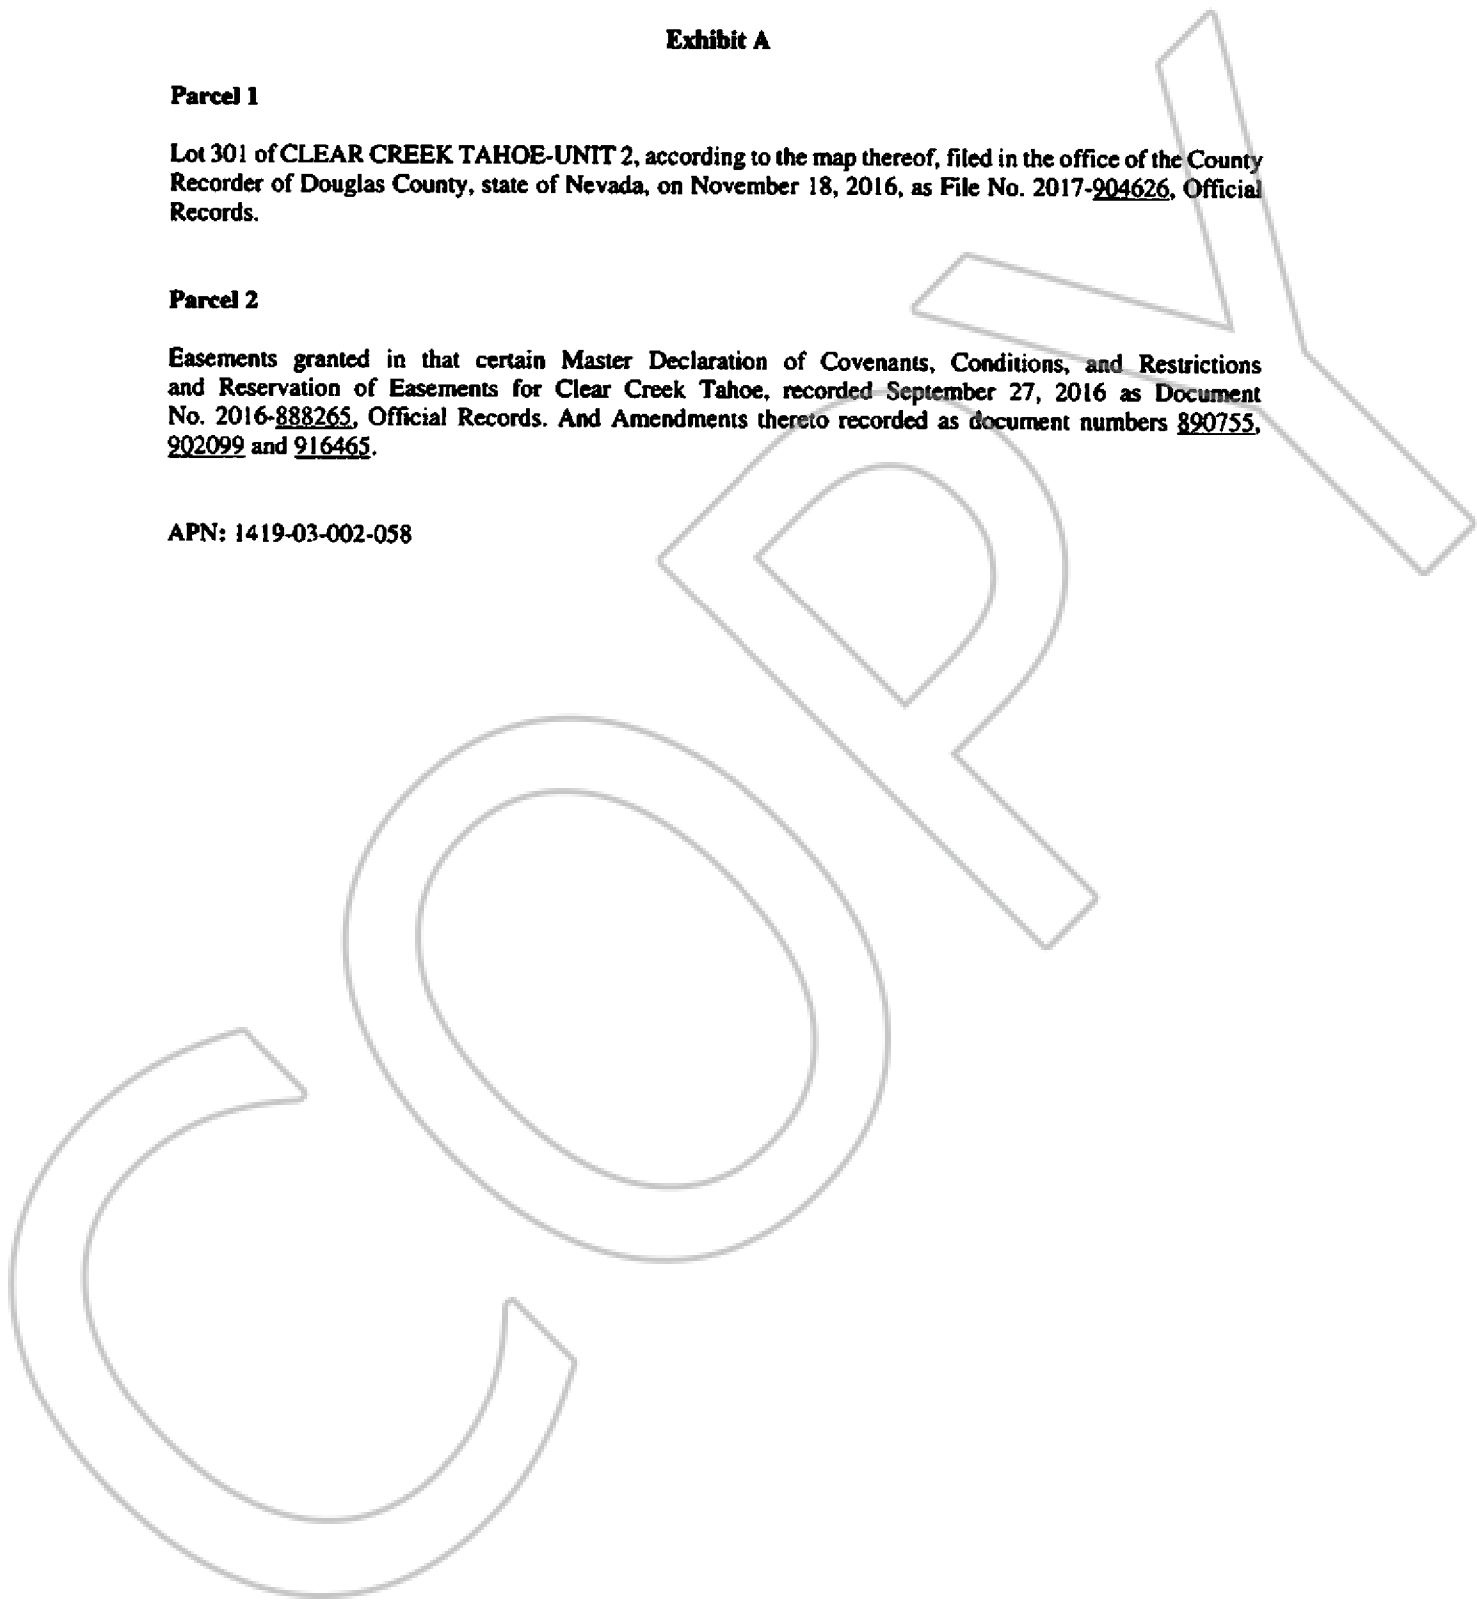 Exhibit A
Parcel 1
Lot 301 of CLEAR CREEK TAHOE-UNIT 2, according to the map thereof, filed in the office of the County
Recorder of Douglas County, state of Nevada, on November 18, 2016, as File No. 2017-904626, Official
Records.
Parcel 2
Easements granted in that certain Master Declaration of Covenants, Conditions, and Restrictions
and Reservation of Easements for Clear Creek Tahoe, recorded September 27, 2016 as Document
No. 2016-888265, Official Records. And Amendments thereto recorded as document numbers 890755,
902099 and 916465.
APN: 1419-03-002-058
COPY